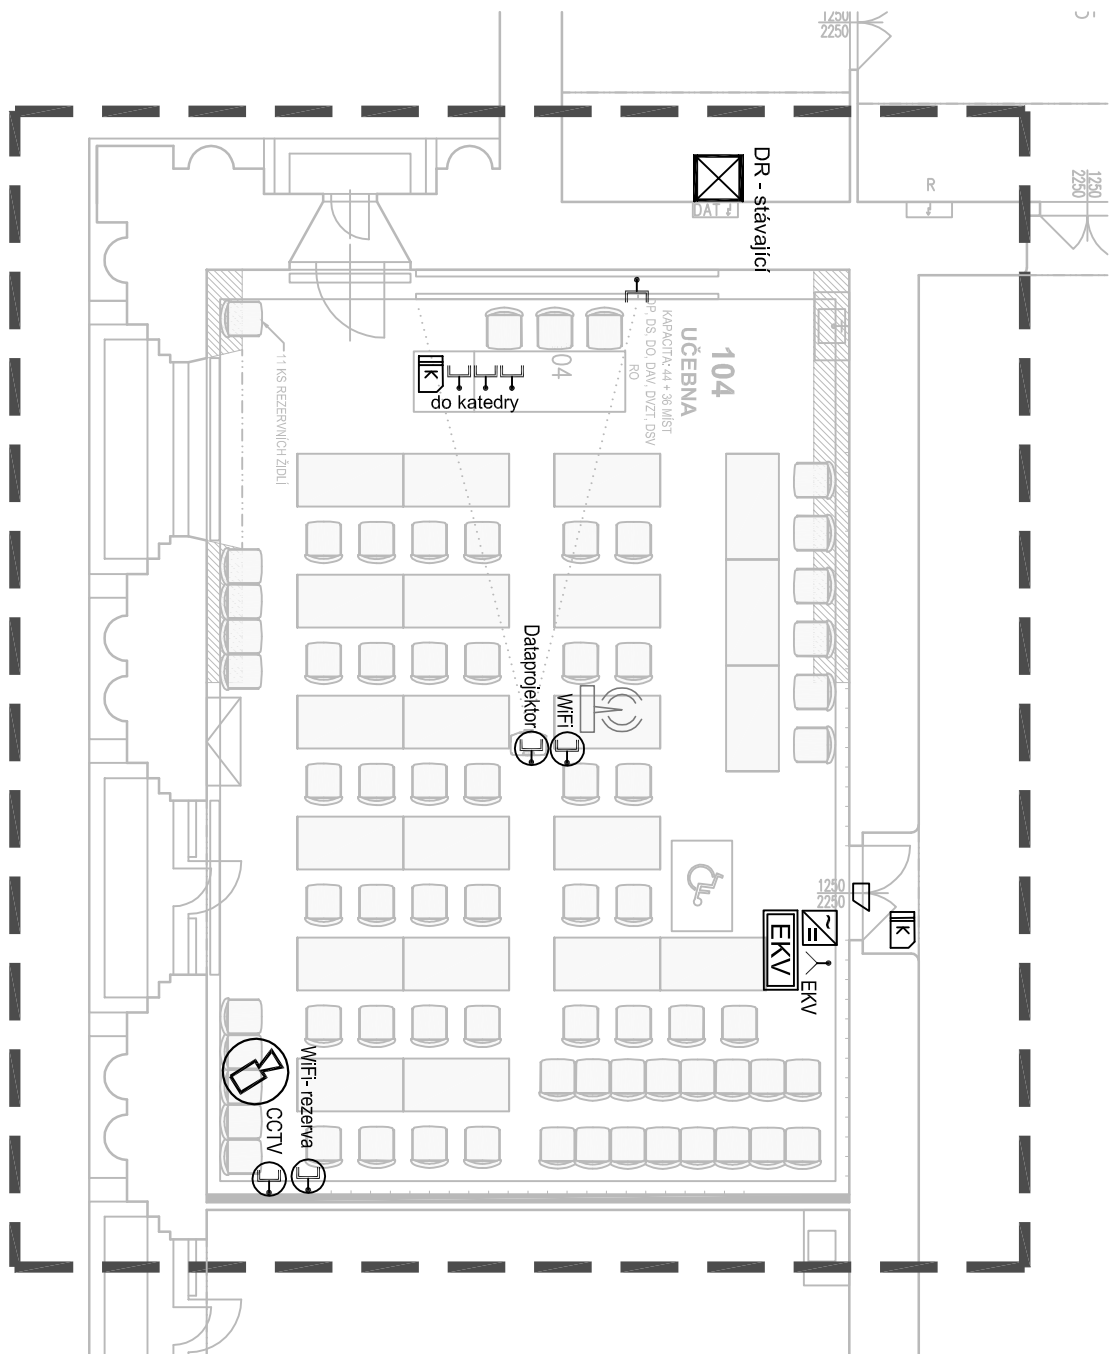 1250
2250
1250
2250
DR - stávající
DAT
R
104
UČEBNA
KAPACITA: 44 + 36 MÍST
DP, DS, DO, DAV, DVZT, DSV
RO
04
K
do katedry
11 KS REZERVNÍCH ŽIDLÍ
Dataprojektor
WiFi
1250
2250
K
EKV
EKV
WiFi- rezerva
CCTV